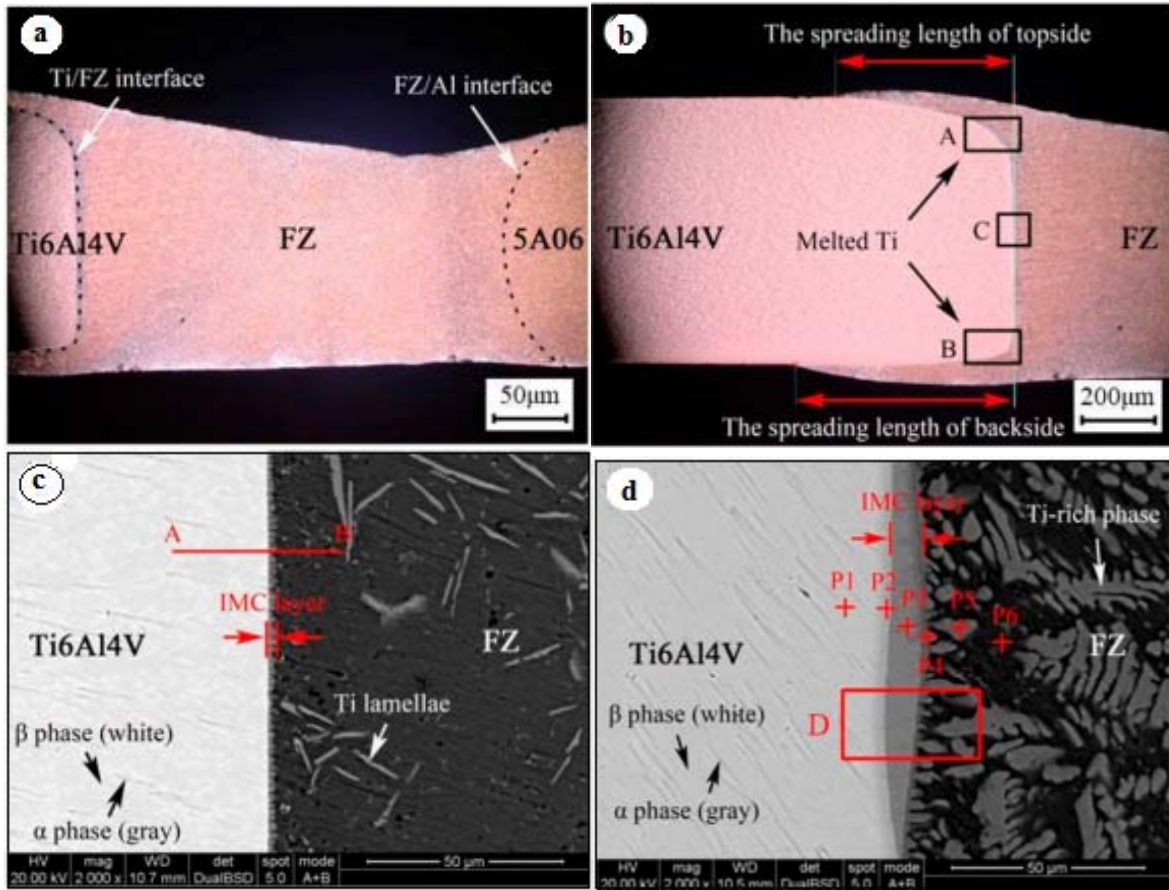 a
Ti/FZ interface
FZ/Al interface
Ti6Al4V
FZ
5A06
50μm
b
The spreading length of topside
A
Ti6Al4V
Melted Ti
C
FZ
B
200μm
The spreading length of backside
c
A
B
IMC layer
Ti6Al4V
FZ
Ti lamellae
β phase (white)
α phase (gray)
HV mag WD det spot mode
20.00 kV 2 000 x 10.7 mm DualBSD 5.0 A+B
50 μm
d
IMC layer
Ti-rich phase
P1
P2
P3
P5
P6
P4
FZ
Ti6Al4V
D
β phase (white)
α phase (gray)
HV mag WD det spot mode
20.00 kV 2 000 x 10.5 mm DualBSD 5.0 A+B
50 μm